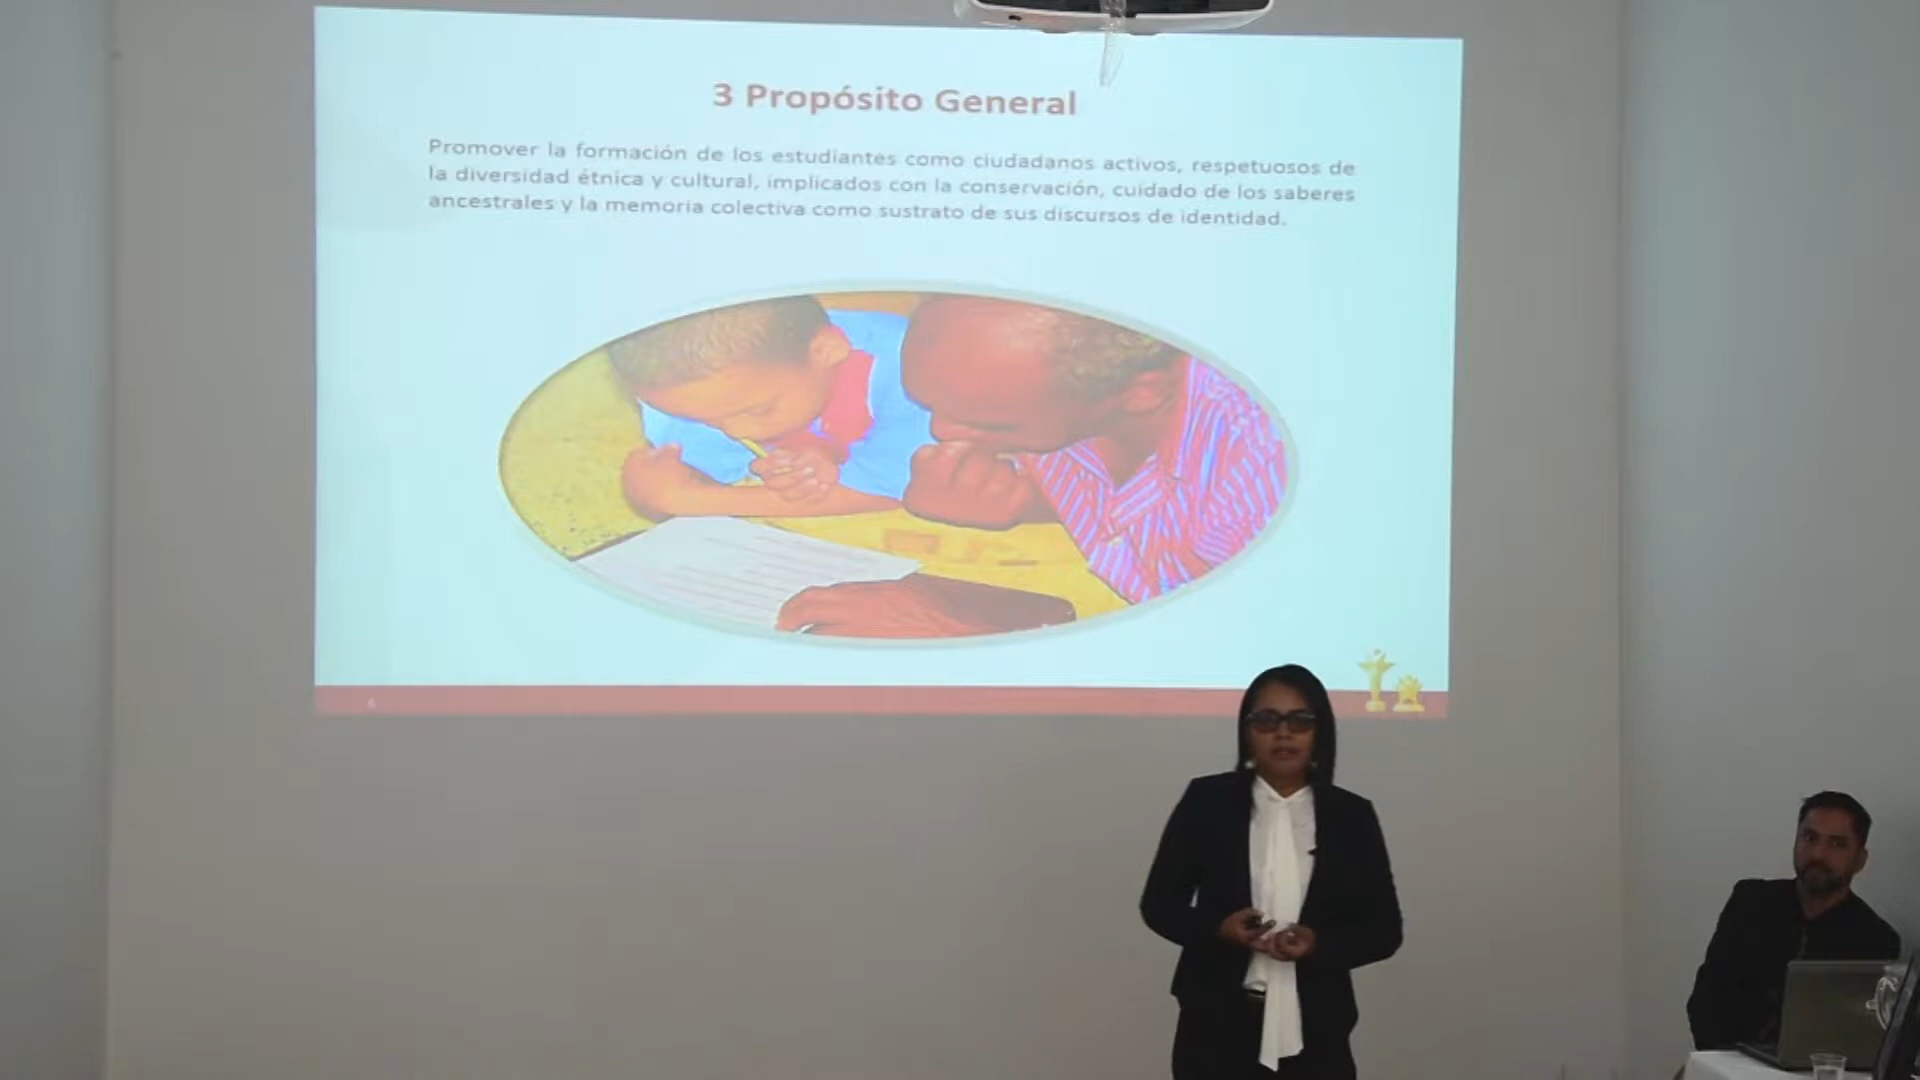 3 Propósito General
Promover la formación de los estudiantes como ciudadanos activos, respetuosos de
la diversidad étnica y cultural, implicados con la conservación, cuidado de los saberes
ancestrales y la memoria colectiva como sustrato de sus discursos de identidad.